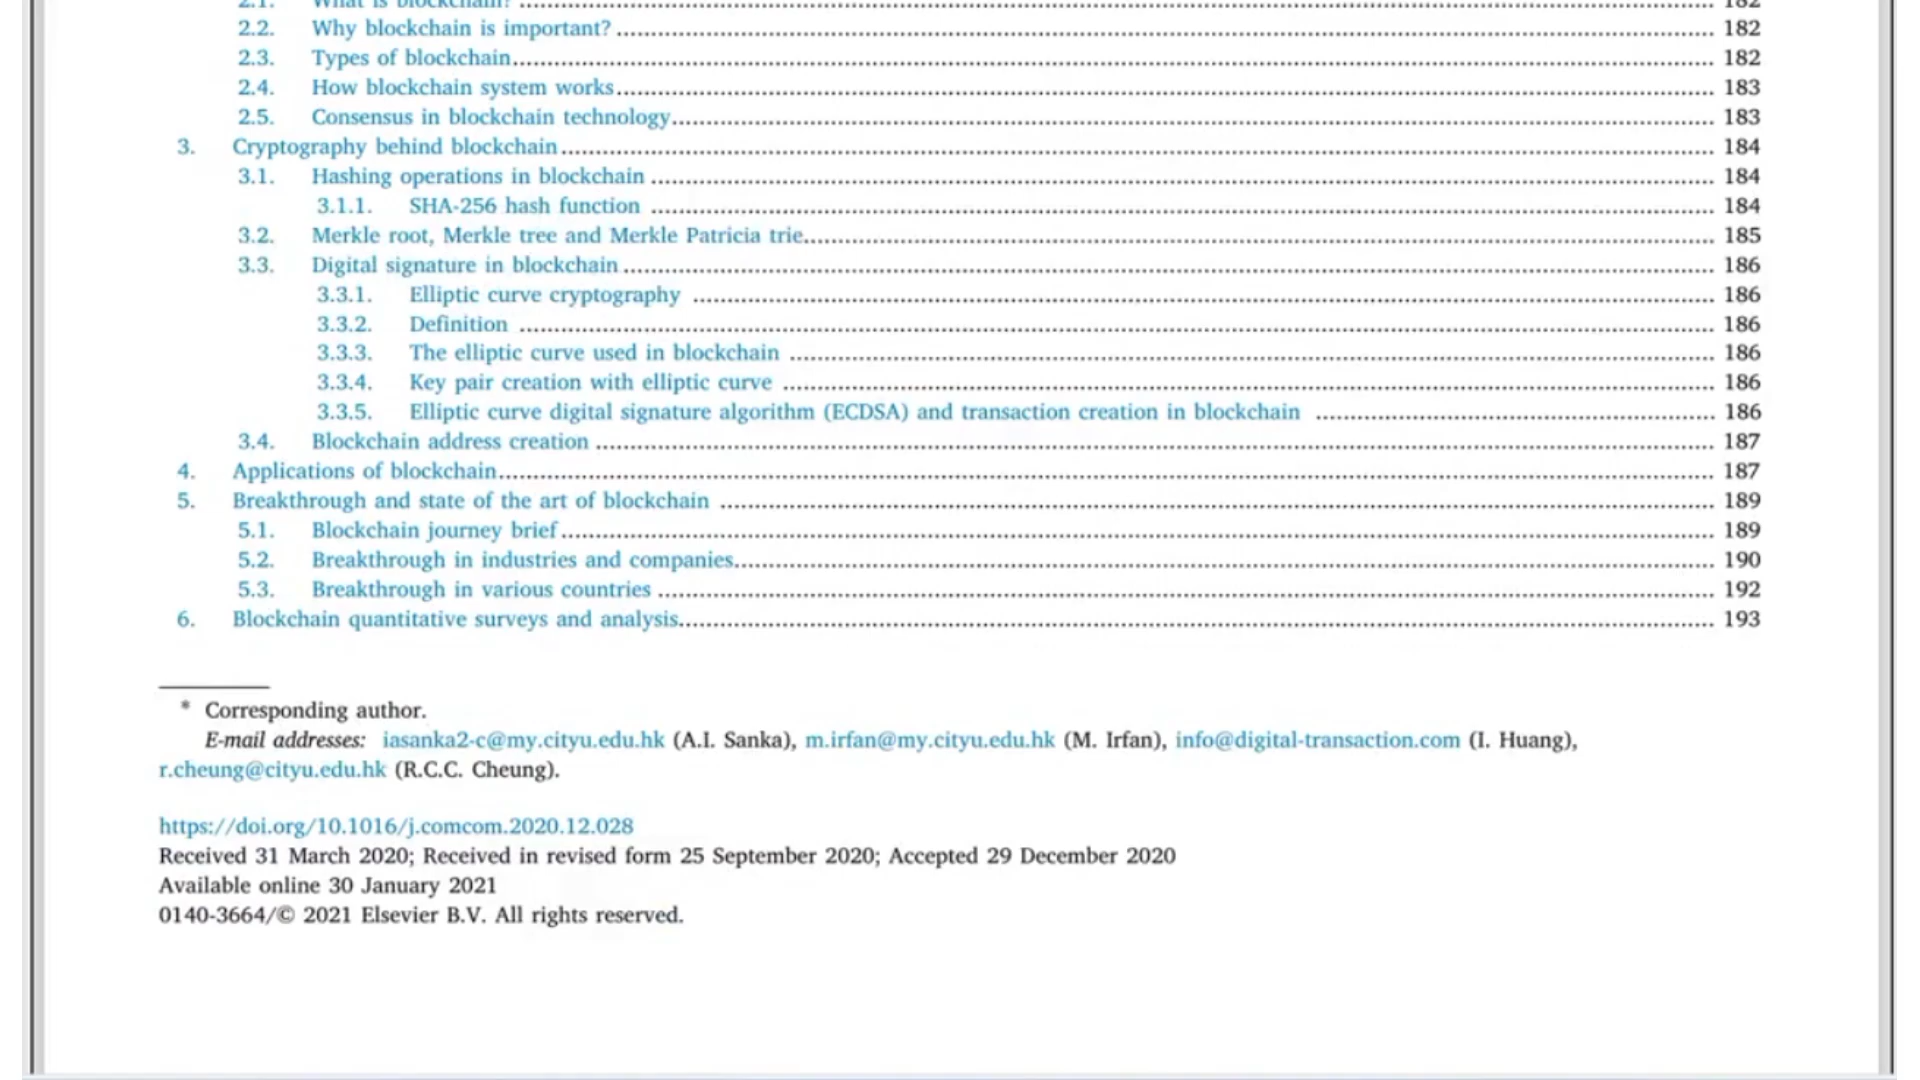 2.1. What is blockchain? ........ 182
2.2. Why blockchain is important? ........ 182
2.3. Types of blockchain........ 182
2.4. How blockchain system works........ 183
2.5. Consensus in blockchain technology........ 183
3. Cryptography behind blockchain ........ 184
3.1. Hashing operations in blockchain ........ 184
3.1.1. SHA-256 hash function ........ 184
3.2. Merkle root, Merkle tree and Merkle Patricia trie........ 185
3.3. Digital signature in blockchain ........ 186
3.3.1. Elliptic curve cryptography ........ 186
3.3.2. Definition ........ 186
3.3.3. The elliptic curve used in blockchain ........ 186
3.3.4. Key pair creation with elliptic curve ........ 186
3.3.5. Elliptic curve digital signature algorithm (ECDSA) and transaction creation in blockchain ........ 186
3.4. Blockchain address creation ........ 187
4. Applications of blockchain........ 187
5. Breakthrough and state of the art of blockchain ........ 189
5.1. Blockchain journey brief ........ 189
5.2. Breakthrough in industries and companies........ 190
5.3. Breakthrough in various countries ........ 192
6. Blockchain quantitative surveys and analysis........ 193
* Corresponding author.
E-mail addresses: iasanka2-c@my.cityu.edu.hk (A.I. Sanka), m.irfan@my.cityu.edu.hk (M. Irfan), info@digital-transaction.com (I. Huang),
r.cheung@cityu.edu.hk (R.C.C. Cheung).
https://doi.org/10.1016/j.comcom.2020.12.028
Received 31 March 2020; Received in revised form 25 September 2020; Accepted 29 December 2020
Available online 30 January 2021
0140-3664/© 2021 Elsevier B.V. All rights reserved.